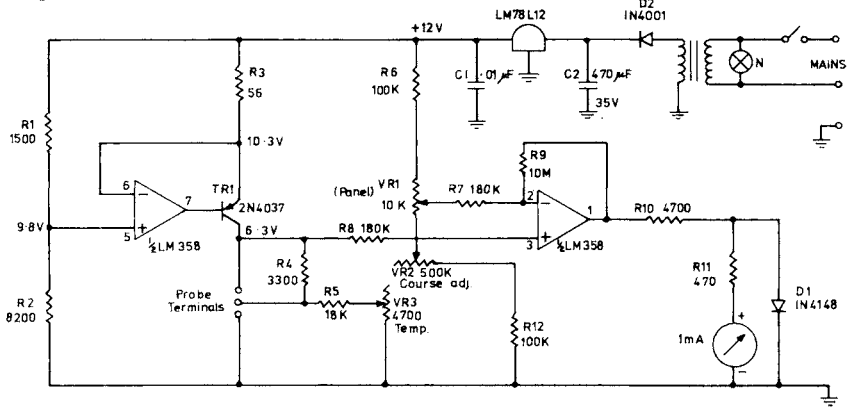 LM78L12
D2
IN4001
+12V
R3
56
R6
100K
C1
·01µF
C2
470µF
35V
N
MAINS
R1
1500
10·3V
(Panel)
VR1
10K
R9
10M
R7 180K
6
7
TR1
2N4037
2
1
R10 4700
9·8V
5
½LM358
6·3V
R8 180K
3
½LM358
R4
3300
VR2 500K
Course adj.
R11
470
D1
IN4148
R2
8200
Probe
Terminals
R5
18K
VR3
4700
Temp.
R12
100K
1mA
+
−